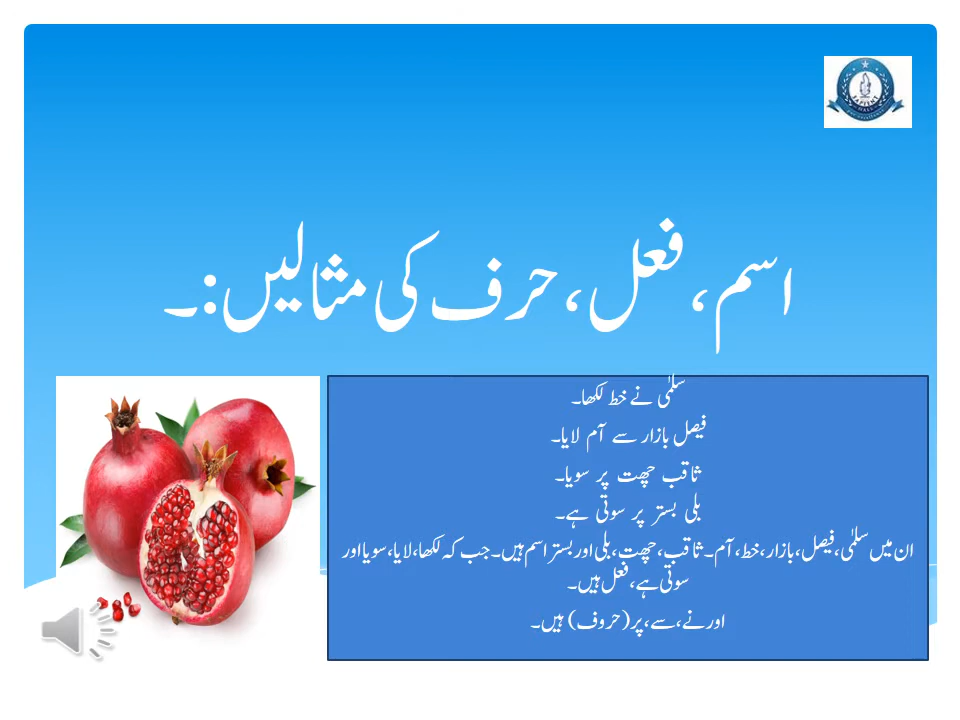 اسم، فعل، حرف کی مثالیں:۔
سلمٰی نے خط لکھا۔
فیصل بازار سے آم لایا۔
ثاقب چھت پر سویا۔
بلی بستر پر سوتی ہے۔
ان میں سلمٰی، فیصل، بازار، خط، آم۔ ثاقب، چھت، بلی اور بستر اسم ہیں۔ جب کہ لکھا، لایا، سویا اور
سوتی ہے، فعل ہیں۔
اور نے، سے، پر (حروف) ہیں۔